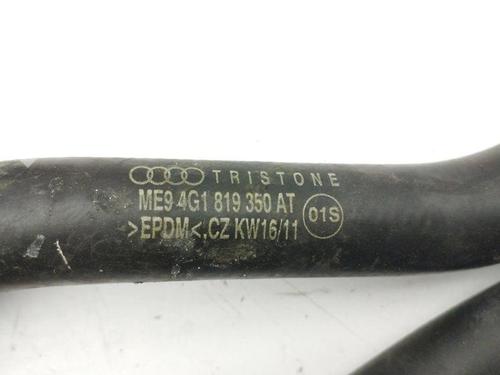 TRISTONE
ME9 4G1 819 350 AT
01S
>EPDM<.CZ KW16/11